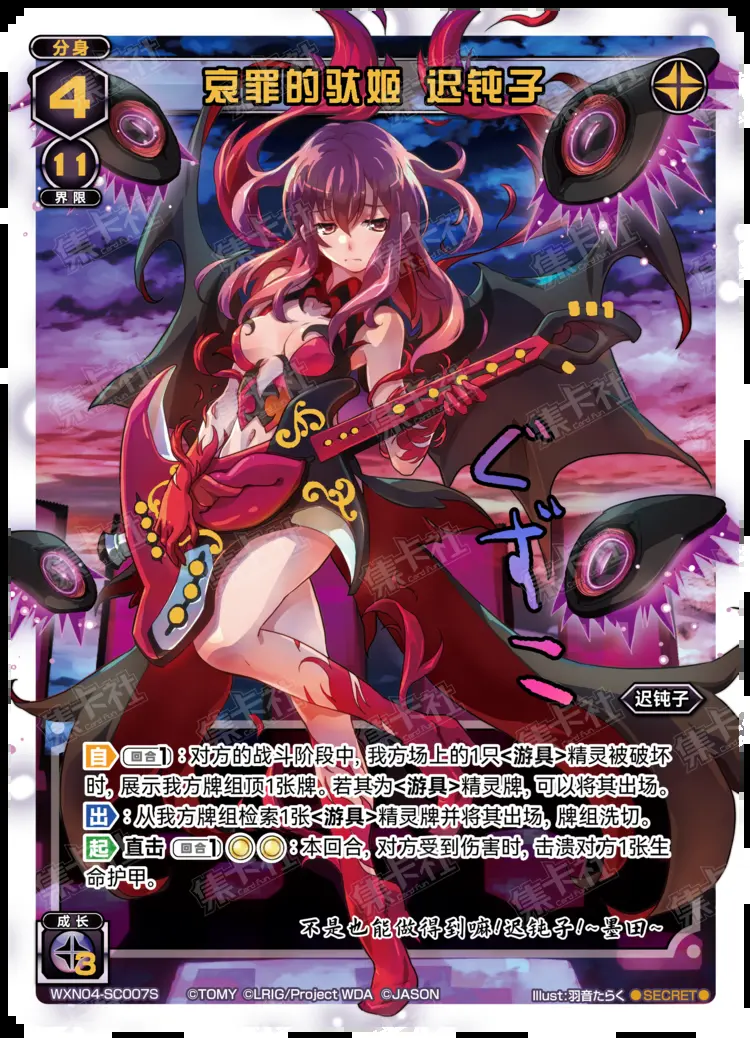 分身
4
哀罪的驮姬 迟钝子
11
界限
ぐずこ
迟钝子
自 回合1：对方的战斗阶段中，我方场上的1只<游具>精灵被破坏
时，展示我方牌组顶1张牌。若其为<游具>精灵牌，可以将其出场。
出：从我方牌组检索1张<游具>精灵牌并将其出场，牌组洗切。
起 直击 回合1：本回合，对方受到伤害时，击溃对方1张生
命护甲。
不是也能做得到嘛！迟钝子！~墨田~
成长
3
WXN04-SC007S ©TOMY ©LRIG/Project WDA ©JASON Illust:羽音たらく ●SECRET●
集卡社
Card Fun